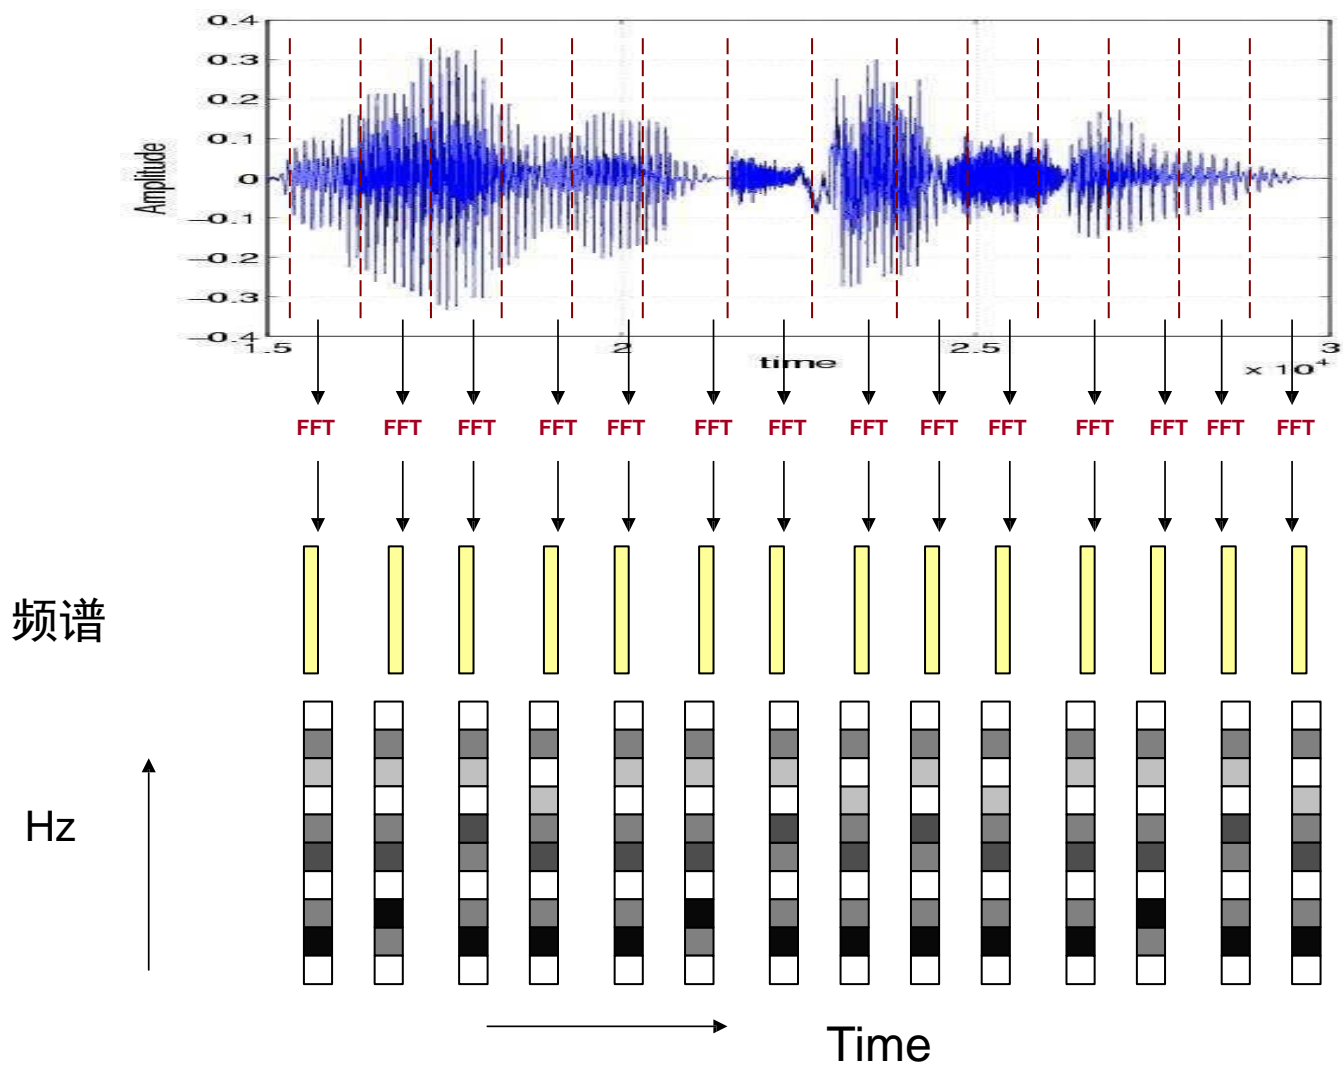 0.4
0.3
0.2
0.1
0
-0.1
-0.2
-0.3
-0.4
Amplitude
1.5 2 2.5 3
time
x 10⁴
FFT FFT FFT FFT FFT FFT FFT FFT FFT FFT FFT FFT FFT FFT
频谱
Hz
Time